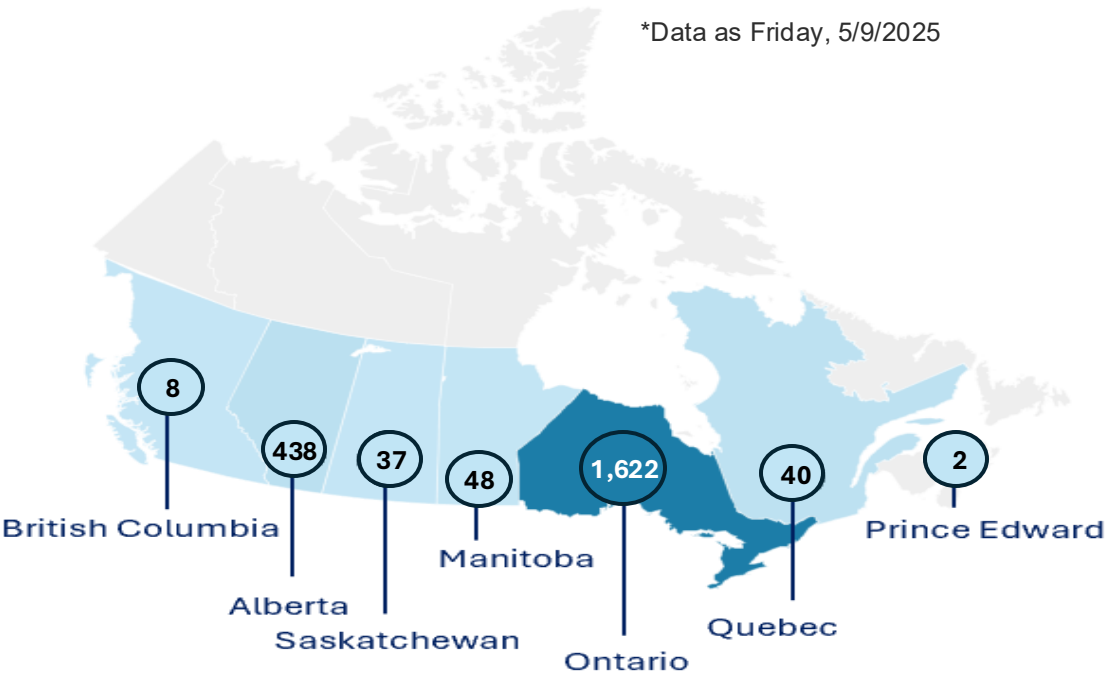 *Data as Friday, 5/9/2025
8
438
37
48
1,622
40
2
British Columbia
Prince Edward
Manitoba
Alberta
Quebec
Saskatchewan
Ontario